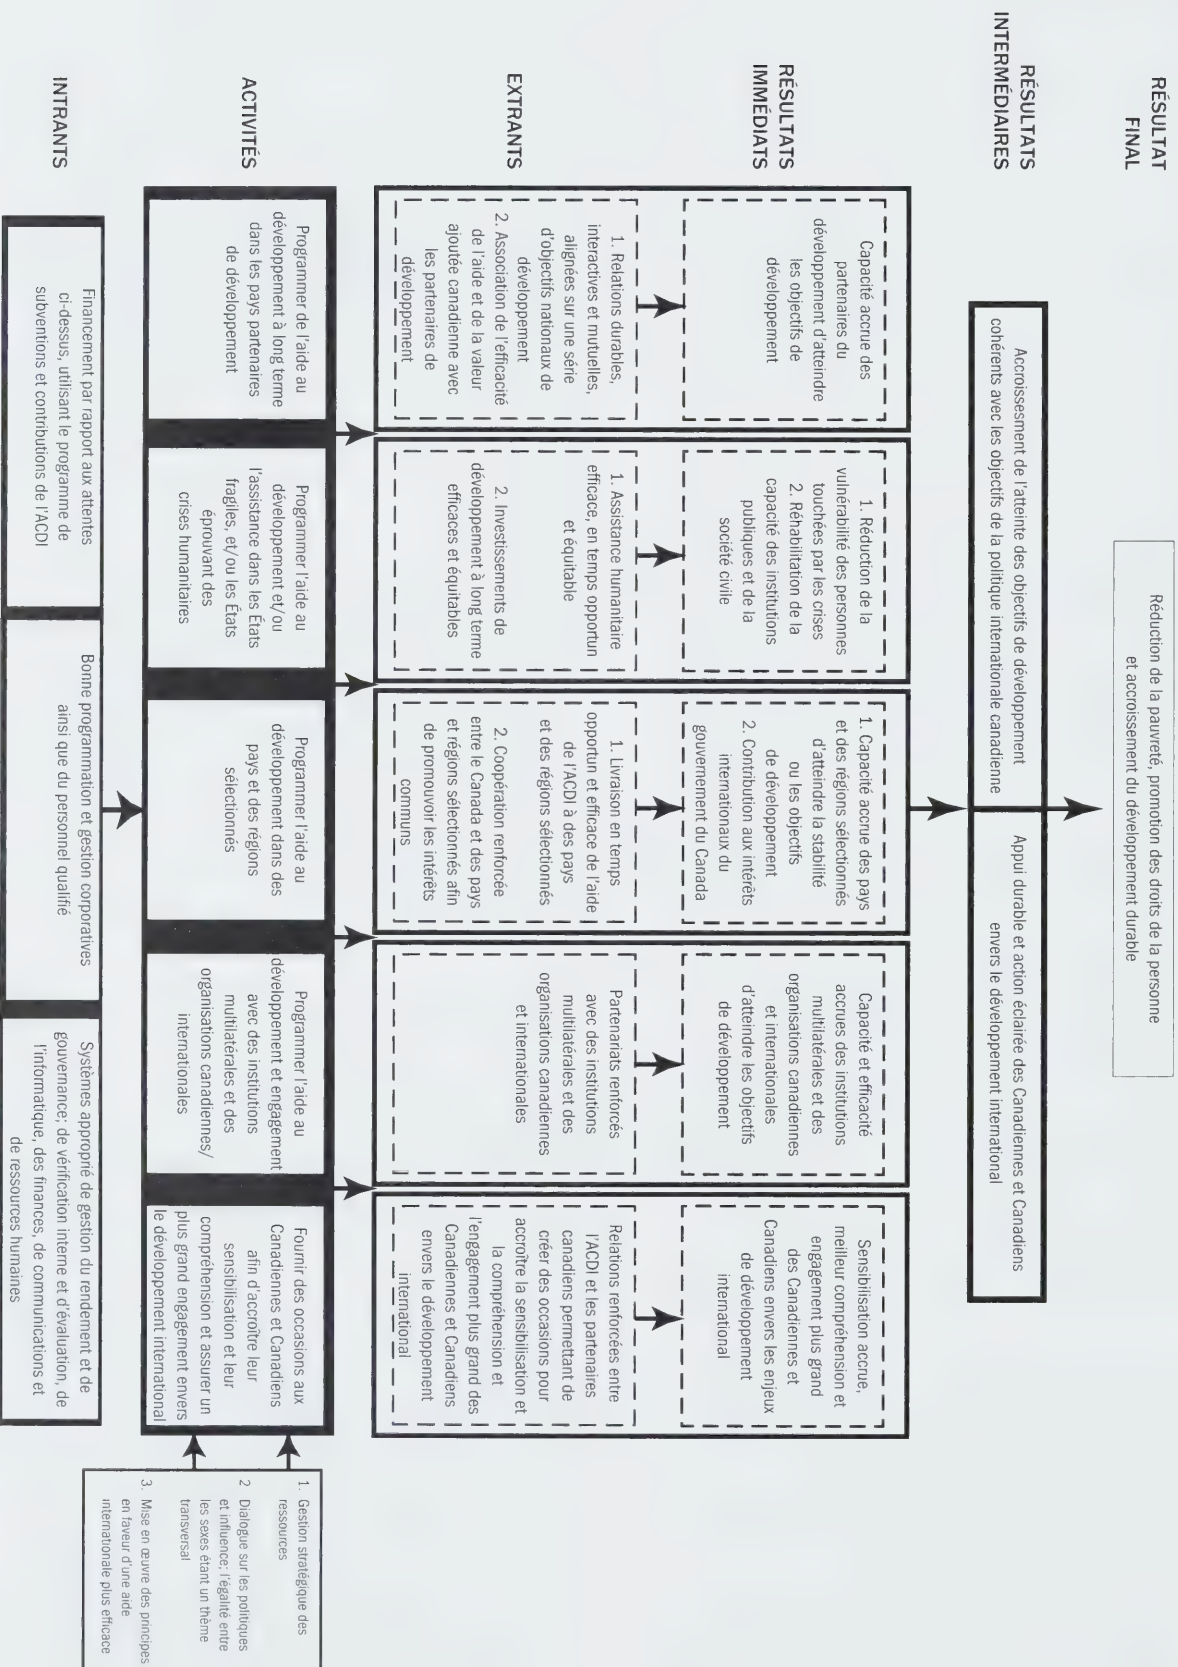 RÉSULTAT
FINAL
Réduction de la pauvreté, promotion des droits de la personne
et accroissement du développement durable
RÉSULTATS
INTERMÉDIAIRES
Accroissesment de l'atteinte des objectifs de développement
cohérents avec les objectifs de la politique internationale canadienne
Appui durable et action éclairée des Canadiennes et Canadiens
envers le développement international
RÉSULTATS
IMMÉDIATS
Capacité accrue des
partenaires du
développement d'atteindre
les objectifs de
développement
1. Réduction de la
vulnérabilité des personnes
touchées par les crises
2. Réhabilitation de la
capacité des institutions
publiques et de la
société civile
1. Capacité accrue des pays
et des régions sélectionnés
d'atteindre la stabilité
ou les objectifs
de développement
2. Contribution aux intérêts
internationaux du
gouvernement du Canada
Capacité et efficacité
accrues des institutions
multilatérales et des
organisations canadiennes
et internationales
d'atteindre les objectifs
de développement
Sensibilisation accrue,
meilleur compréhension et
engagement plus grand
des Canadiennes et
Canadiens envers les enjeux
de développement
international
EXTRANTS
1. Relations durables,
interactives et mutuelles,
alignées sur une série
d'objectifs nationaux de
développement
2. Association de l'efficacité
de l'aide et de la valeur
ajoutée canadienne avec
les partenaires de
développement
1. Assistance humanitaire
efficace, en temps opportun
et équitable
2. Investissements de
développement à long terme
efficaces et équitables
1. Livraison en temps
opportun et efficace de l'aide
de l'ACDI à des pays
et des régions sélectionnés
2. Coopération renforcée
entre le Canada et des pays
et régions sélectionnés afin
de promouvoir les intérêts
communs
Partenariats renforcés
avec des institutions
multilatérales et des
organisations canadiennes
et internationales
Relations renforcées entre
l'ACDI et les partenaires
canadiens permettant de
créer des occasions pour
accroître la sensibilisation et
la compréhension et
l'engagement plus grand des
Canadiennes et Canadiens
envers le développement
international
ACTIVITÉS
Programmer de l'aide au
développement à long terme
dans les pays partenaires
de développement
Programmer l'aide au
développement et/ou
l'assistance dans les États
fragiles, et/ou les États
éprouvant des
crises humanitaires
Programmer l'aide au
développement dans des
pays et des régions
sélectionnés
Programmer l'aide au
développement et engagement
avec des institutions
multilatérales et des
organisations canadiennes/
internationales
Fournir des occasions aux
Canadiennes et Canadiens
afin d'accroître leur
sensibilisation et leur
compréhension et assurer un
plus grand engagement envers
le développement international
1. Gestion stratégique des
ressources
2 Dialogue sur les politiques
et influence; l'égalité entre
les sexes étant un thème
transversal
3. Mise en œuvre des principes
en faveur d'une aide
internationale plus efficace
INTRANTS
Financement par rapport aux attentes
ci-dessus, utilisant le programme de
subventions et contributions de l'ACDI
Bonne programmation et gestion corporatives
ainsi que du personnel qualifié
Systèmes approprié de gestion du rendement et de
gouvernance; de vérification interne et d'évaluation, de
l'informatique, des finances, de communications et
de ressources humaines